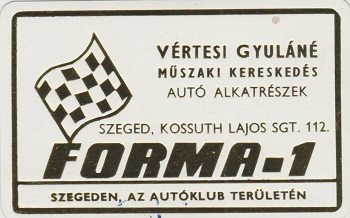 VÉRTESI GYULÁNÉ
MŰSZAKI KERESKEDÉS
AUTÓ ALKATRÉSZEK
SZEGED, KOSSUTH LAJOS SGT. 112.
FORMA-1
SZEGEDEN, AZ AUTÓKLUB TERÜLETÉN